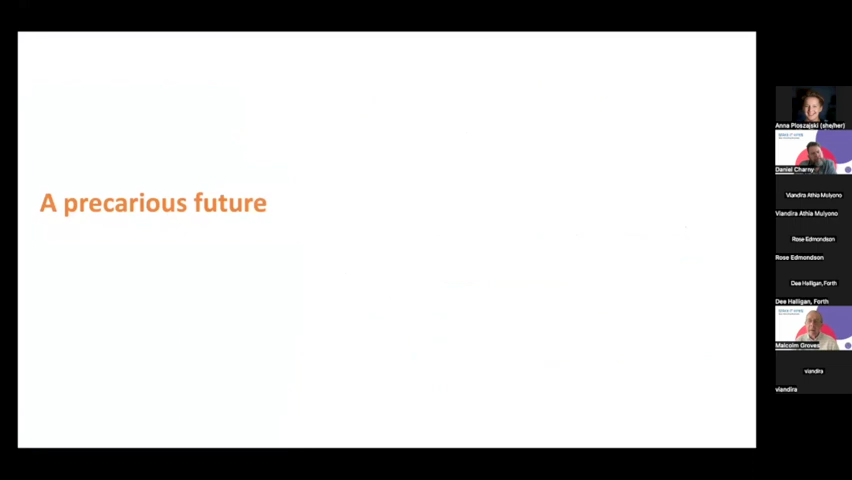 A precarious future
Anna Ploszajski (she/her)
Daniel Charny
Viandira Athia Mulyono
Viandira Athia Mulyono
Rose Edmondson
Rose Edmondson
Dee Halligan, Forth
Dee Halligan, Forth
Malcolm Groves
viandira
viandira